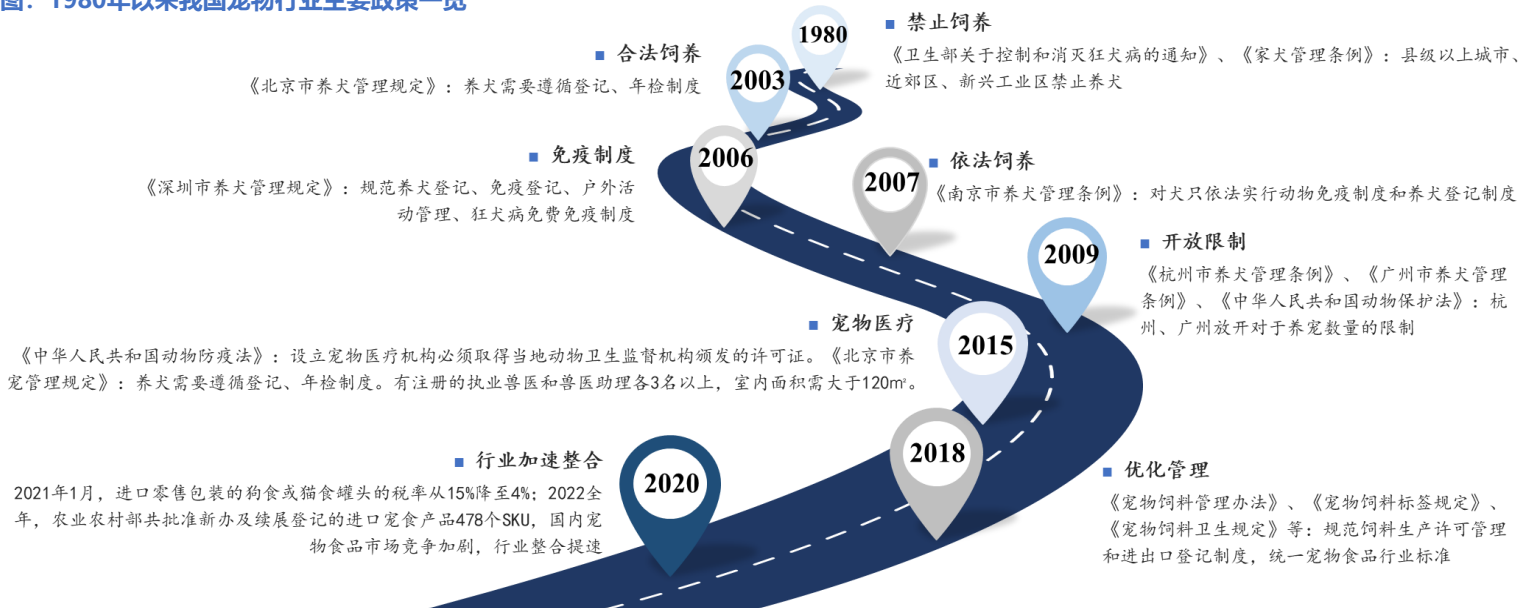 图：1980年以来我国宠物行业主要政策一览
1980
禁止饲养
《卫生部关于控制和消灭狂犬病的通知》、《家犬管理条例》：县级以上城市、
近郊区、新兴工业区禁止养犬
合法饲养
《北京市养犬管理规定》：养犬需要遵循登记、年检制度
2003
免疫制度
《深圳市养犬管理规定》：规范养犬登记、免疫登记、户外活
动管理、狂犬病免费免疫制度
2006
2007
依法饲养
《南京市养犬管理条例》：对犬只依法实行动物免疫制度和养犬登记制度
2009
开放限制
《杭州市养犬管理条例》、《广州市养犬管理
条例》、《中华人民共和国动物保护法》：杭
州、广州放开对于养宠数量的限制
宠物医疗
《中华人民共和国动物防疫法》：设立宠物医疗机构必须取得当地动物卫生监督机构颁发的许可证。《北京市养
宠管理规定》：养犬需要遵循登记、年检制度。有注册的执业兽医和兽医助理各3名以上，室内面积需大于120㎡。
2015
2018
优化管理
《宠物饲料管理办法》、《宠物饲料标签规定》、
《宠物饲料卫生规定》等：规范饲料生产许可管理
和进出口登记制度，统一宠物食品行业标准
行业加速整合
2021年1月，进口零售包装的狗食或猫食罐头的税率从15%降至4%；2022全
年，农业农村部共批准新办及续展登记的进口宠食产品478个SKU，国内宠
物食品市场竞争加剧，行业整合提速
2020